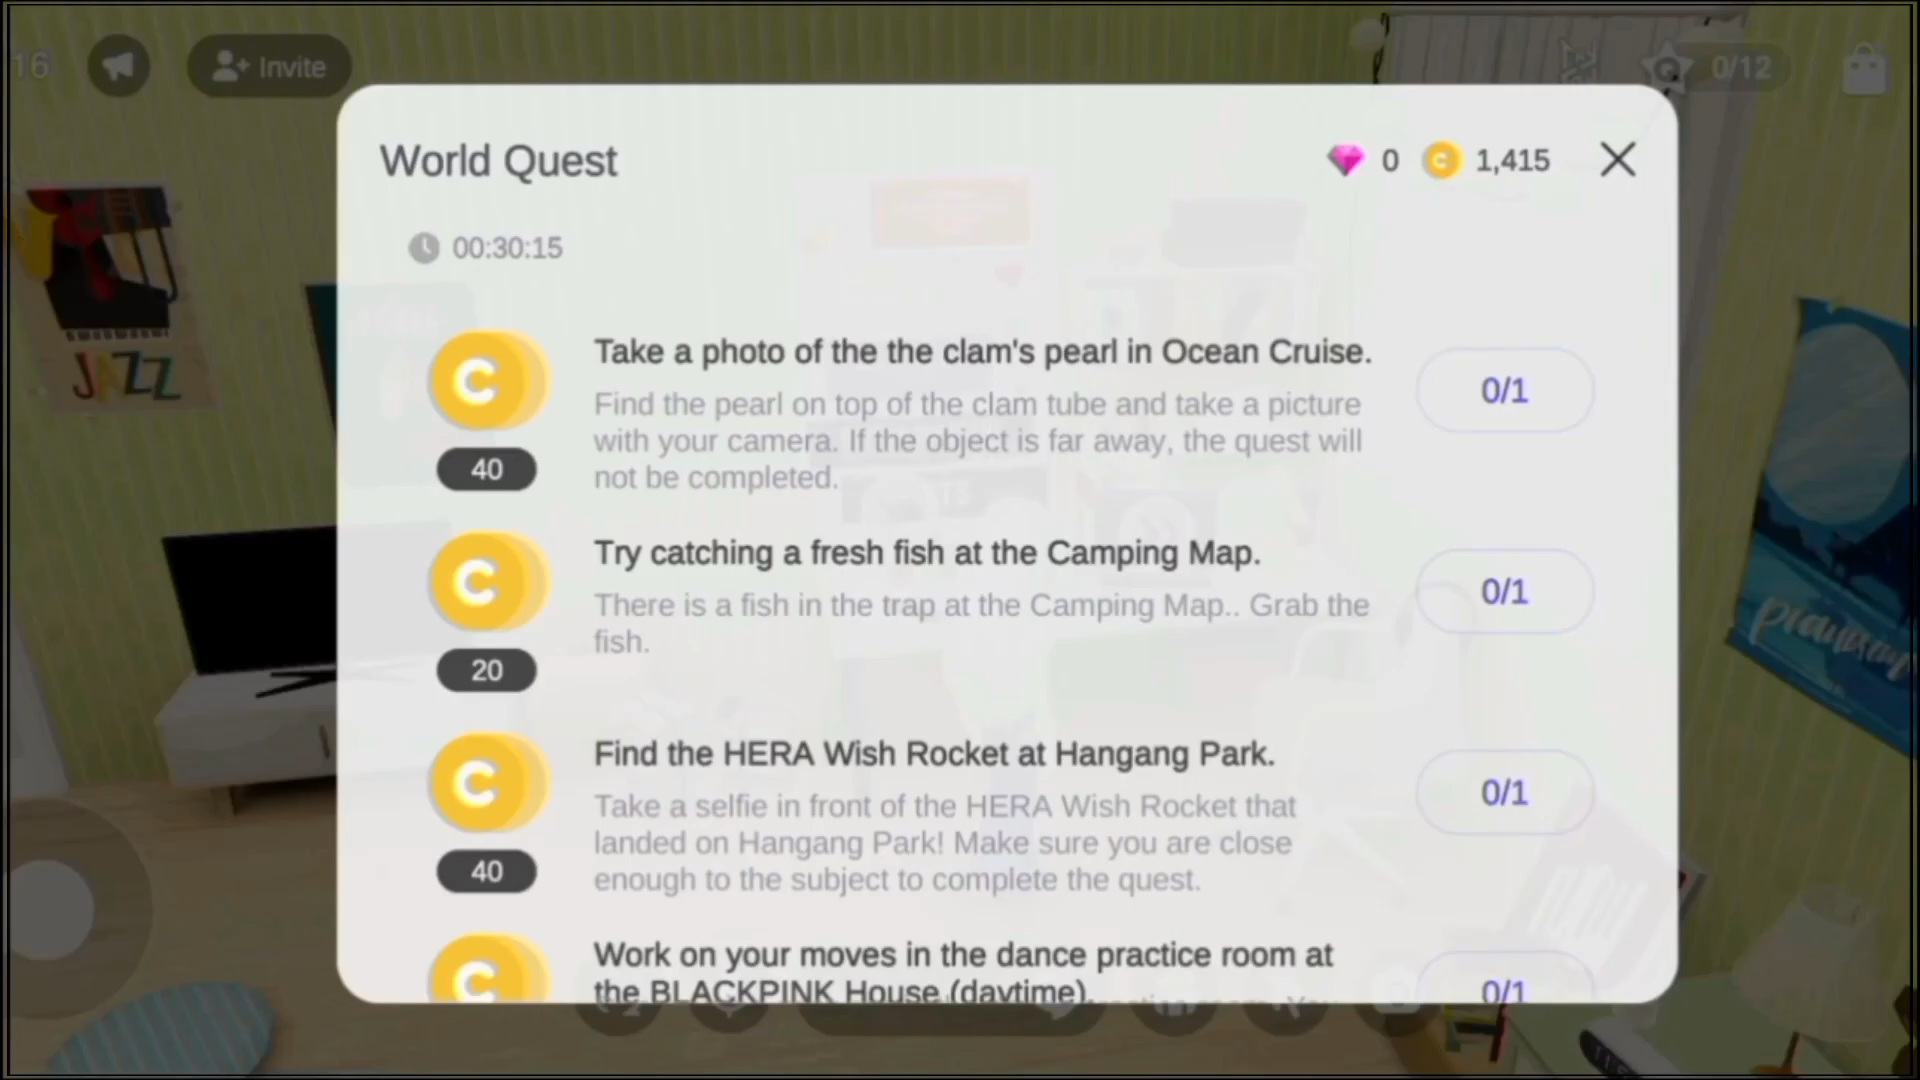 16
Invite
0/12
World Quest
0
1,415
00:30:15
Take a photo of the the clam's pearl in Ocean Cruise.
Find the pearl on top of the clam tube and take a picture
with your camera. If the object is far away, the quest will
not be completed.
40
0/1
Try catching a fresh fish at the Camping Map.
There is a fish in the trap at the Camping Map.. Grab the
fish.
20
0/1
Find the HERA Wish Rocket at Hangang Park.
Take a selfie in front of the HERA Wish Rocket that
landed on Hangang Park! Make sure you are close
enough to the subject to complete the quest.
40
0/1
Work on your moves in the dance practice room at
the BLACKPINK House (daytime).
0/1
JAZZ